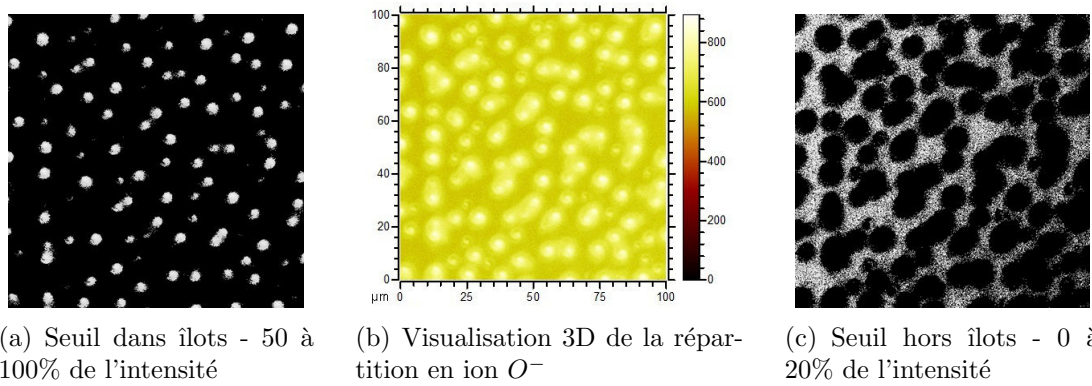 100
80
60
40
20
0
µm 0 25 50 75 100
800
600
400
200
0
(a) Seuil dans îlots - 50 à
100% de l'intensité
(b) Visualisation 3D de la répar-
tition en ion O⁻
(c) Seuil hors îlots - 0 à
20% de l'intensité